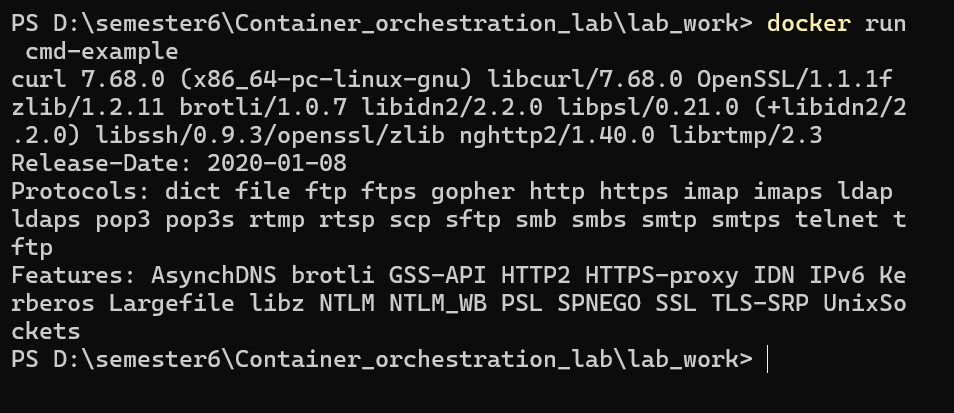 PS D:\semester6\Container_orchestration_lab\lab_work> docker run
 cmd-example
curl 7.68.0 (x86_64-pc-linux-gnu) libcurl/7.68.0 OpenSSL/1.1.1f
zlib/1.2.11 brotli/1.0.7 libidn2/2.2.0 libpsl/0.21.0 (+libidn2/2
.2.0) libssh/0.9.3/openssl/zlib nghttp2/1.40.0 librtmp/2.3
Release-Date: 2020-01-08
Protocols: dict file ftp ftps gopher http https imap imaps ldap
ldaps pop3 pop3s rtmp rtsp scp sftp smb smbs smtp smtps telnet t
ftp
Features: AsynchDNS brotli GSS-API HTTP2 HTTPS-proxy IDN IPv6 Ke
rberos Largefile libz NTLM NTLM_WB PSL SPNEGO SSL TLS-SRP UnixSo
ckets
PS D:\semester6\Container_orchestration_lab\lab_work>